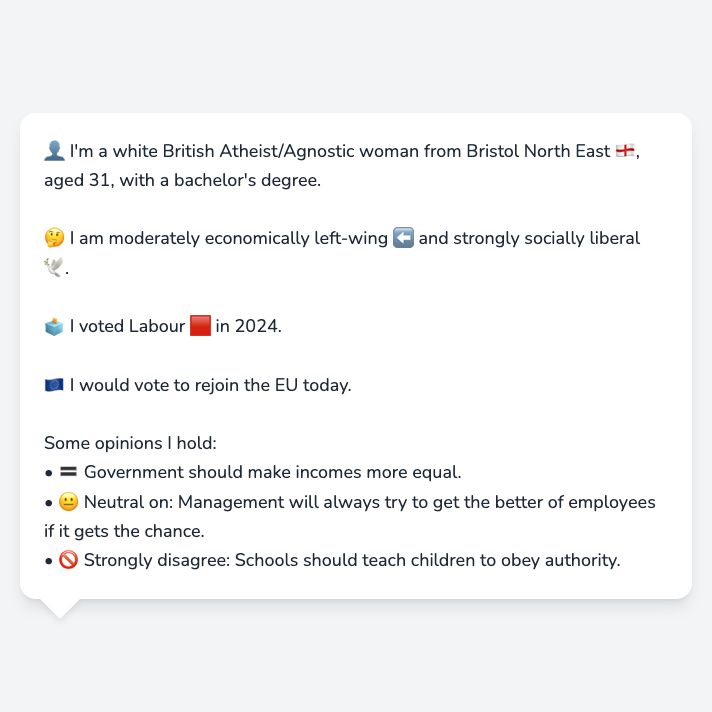 👤 I'm a white British Atheist/Agnostic woman from Bristol North East 🏴󠁧󠁢󠁥󠁮󠁧󠁿,
aged 31, with a bachelor's degree.
🤔 I am moderately economically left-wing ⬅️ and strongly socially liberal
🕊️.
🗳️ I voted Labour 🟥 in 2024.
🇪🇺 I would vote to rejoin the EU today.
Some opinions I hold:
• 🟰 Government should make incomes more equal.
• 😐 Neutral on: Management will always try to get the better of employees
if it gets the chance.
• 🚫 Strongly disagree: Schools should teach children to obey authority.